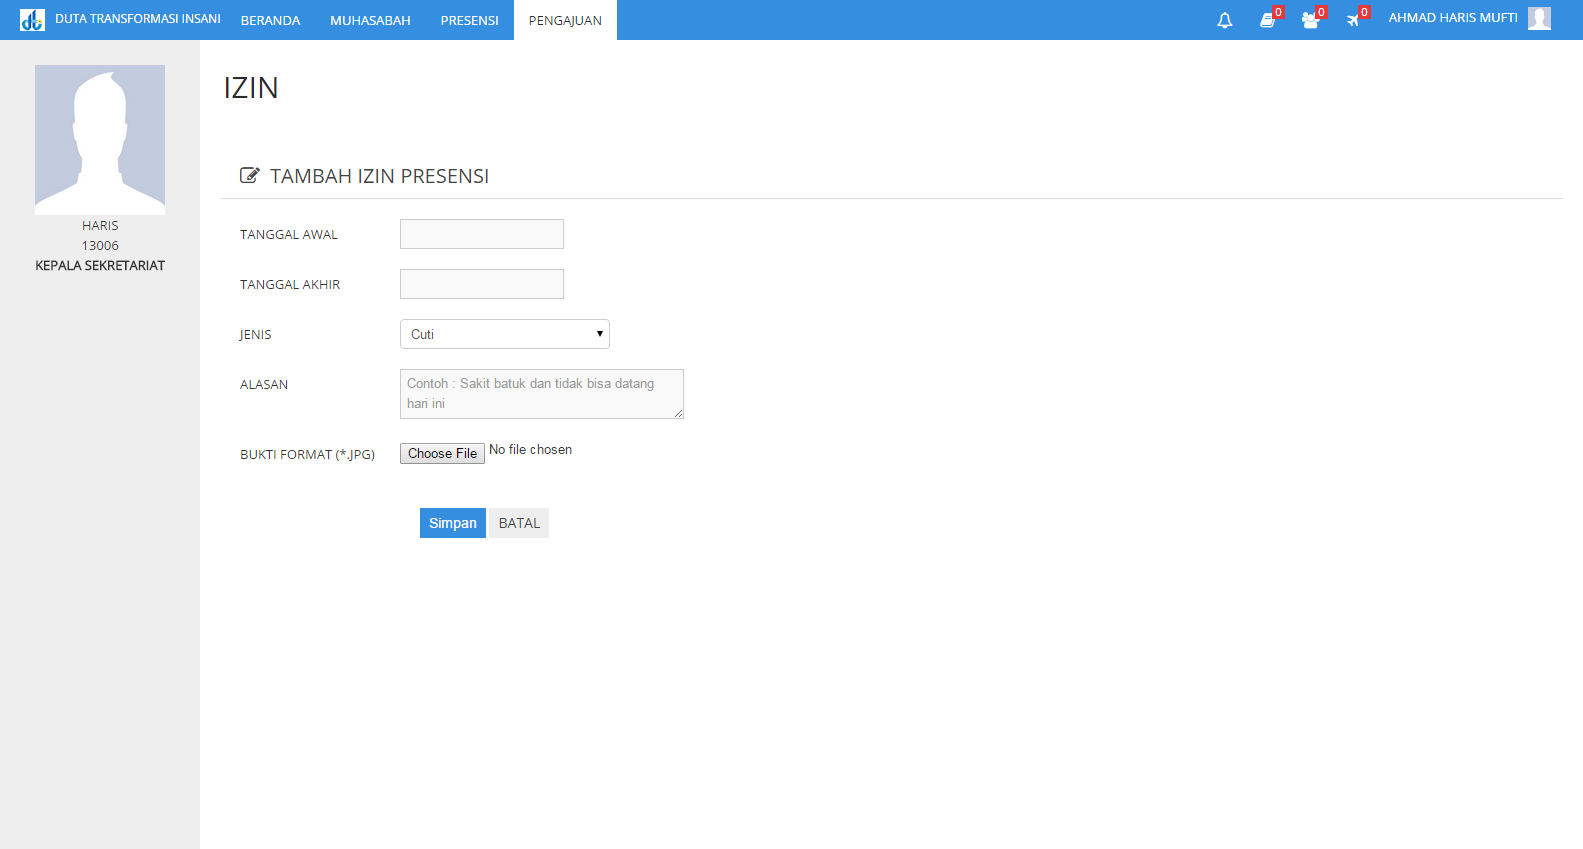 DUTA TRANSFORMASI INSANI BERANDA MUHASABAH PRESENSI PENGAJUAN 0 0 0 AHMAD HARIS MUFTI
HARIS
13006
KEPALA SEKRETARIAT
IZIN
TAMBAH IZIN PRESENSI
TANGGAL AWAL
TANGGAL AKHIR
JENIS Cuti
ALASAN Contoh : Sakit batuk dan tidak bisa datang
hari ini
BUKTI FORMAT (*.JPG) Choose File No file chosen
Simpan BATAL